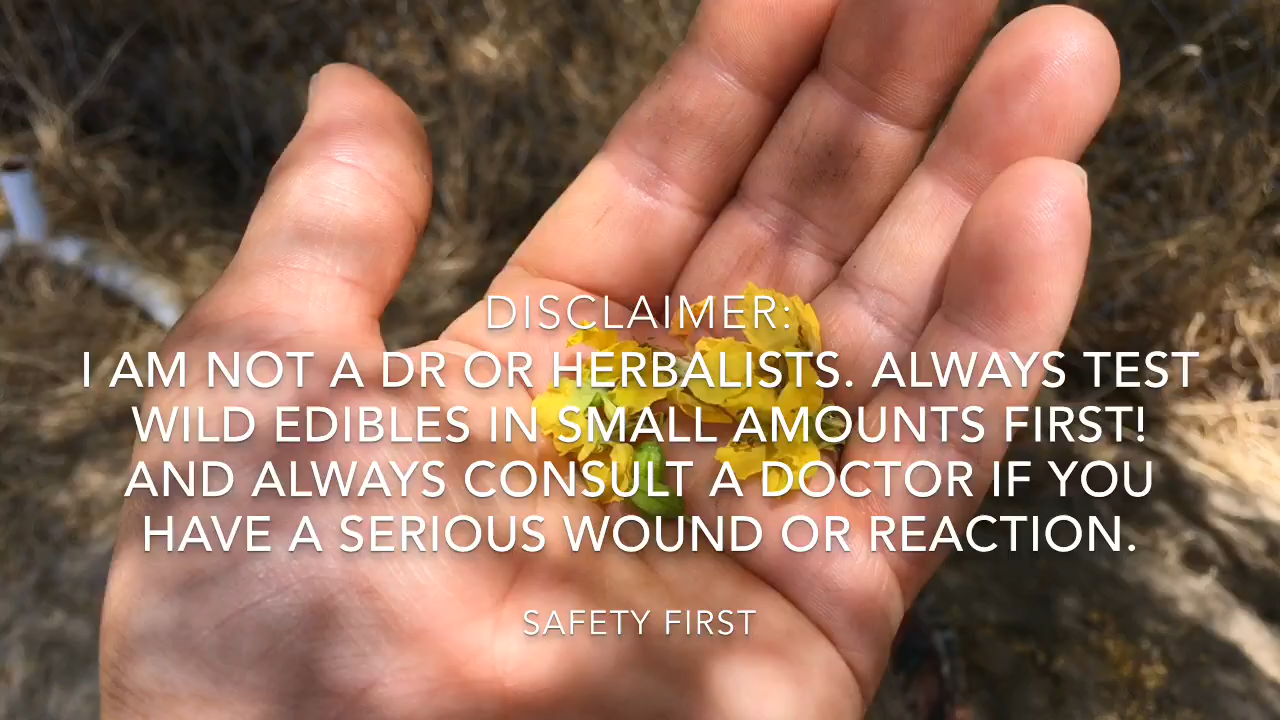 DISCLAIMER:
I AM NOT A DR OR HERBALISTS. ALWAYS TEST
WILD EDIBLES IN SMALL AMOUNTS FIRST!
AND ALWAYS CONSULT A DOCTOR IF YOU
HAVE A SERIOUS WOUND OR REACTION.
SAFETY FIRST